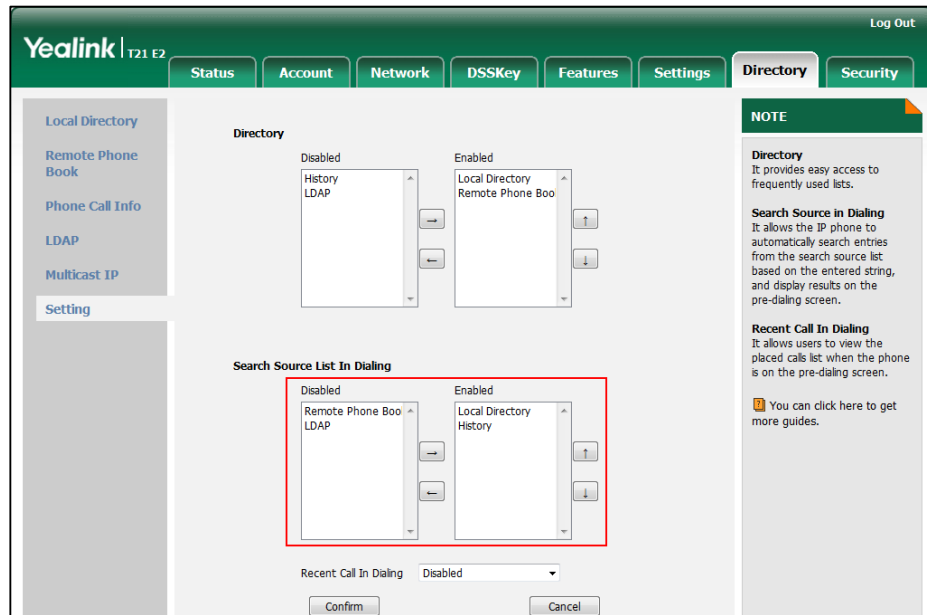 Log Out
Yealink T21 E2
Status Account Network DSSKey Features Settings Directory Security
Local Directory
Remote Phone
Book
Phone Call Info
LDAP
Multicast IP
Setting
Directory
Disabled
History
LDAP
→
←
Enabled
Local Directory
Remote Phone Boo
↑
↓
Search Source List In Dialing
Disabled
Remote Phone Boo
LDAP
→
←
Enabled
Local Directory
History
↑
↓
Recent Call In Dialing Disabled
Confirm Cancel
NOTE
Directory
It provides easy access to
frequently used lists.
Search Source in Dialing
It allows the IP phone to
automatically search entries
from the search source list
based on the entered string,
and display results on the
pre-dialing screen.
Recent Call In Dialing
It allows users to view the
placed calls list when the phone
is on the pre-dialing screen.
? You can click here to get
more guides.